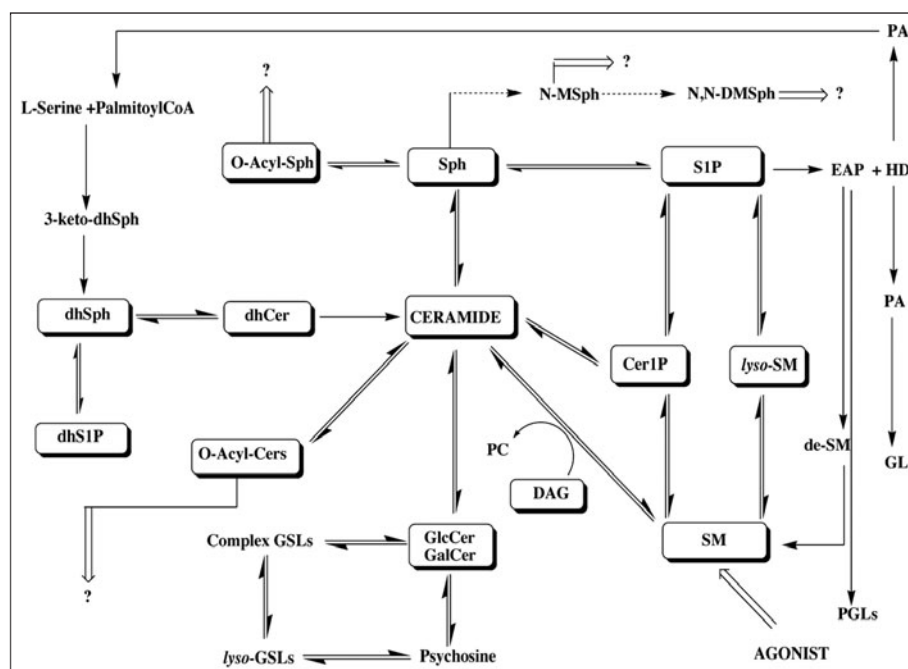 PA
?
?
L-Serine +PalmitoylCoA
N-MSph
N,N-DMSph
?
O-Acyl-Sph
Sph
S1P
EAP + HD
3-keto-dhSph
dhSph
dhCer
CERAMIDE
PA
Cer1P
lyso-SM
dhS1P
O-Acyl-Cers
PC
de-SM
DAG
GL
Complex GSLs
GlcCer
GalCer
SM
?
PGLs
lyso-GSLs
Psychosine
AGONIST